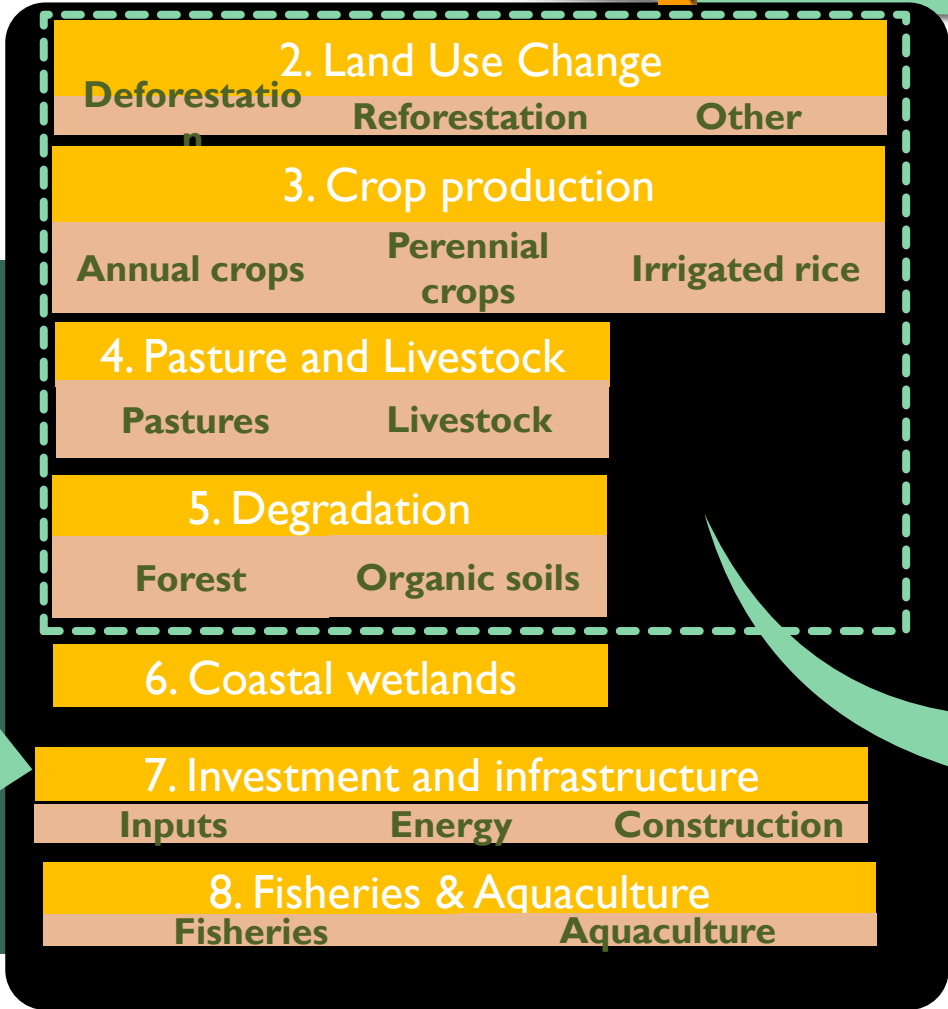 2. Land Use Change
Deforestatio
n
Reforestation
Other
3. Crop production
Annual crops
Perennial
crops
Irrigated rice
4. Pasture and Livestock
Pastures
Livestock
5. Degradation
Forest
Organic soils
6. Coastal wetlands
7. Investment and infrastructure
Inputs
Energy
Construction
8. Fisheries & Aquaculture
Fisheries
Aquaculture